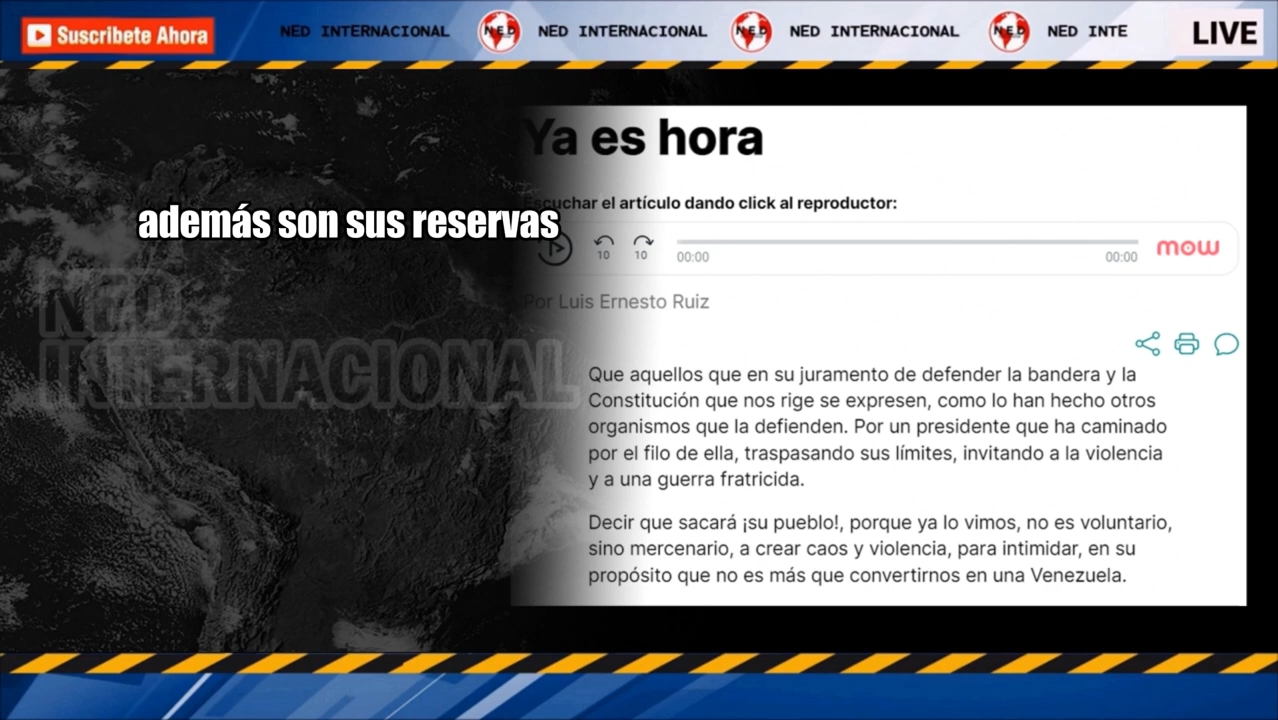 Suscribete Ahora
NED INTERNACIONAL
NED
NED INTERNACIONAL
NED
NED INTERNACIONAL
NED
NED INTE
LIVE
Ya es hora
Escuchar el artículo dando click al reproductor:
además son sus reservas
10
10
00:00
00:00
mow
Por Luis Ernesto Ruiz
NED
INTERNACIONAL
Que aquellos que en su juramento de defender la bandera y la
Constitución que nos rige se expresen, como lo han hecho otros
organismos que la defienden. Por un presidente que ha caminado
por el filo de ella, traspasando sus límites, invitando a la violencia
y a una guerra fratricida.
Decir que sacará ¡su pueblo!, porque ya lo vimos, no es voluntario,
sino mercenario, a crear caos y violencia, para intimidar, en su
propósito que no es más que convertirnos en una Venezuela.